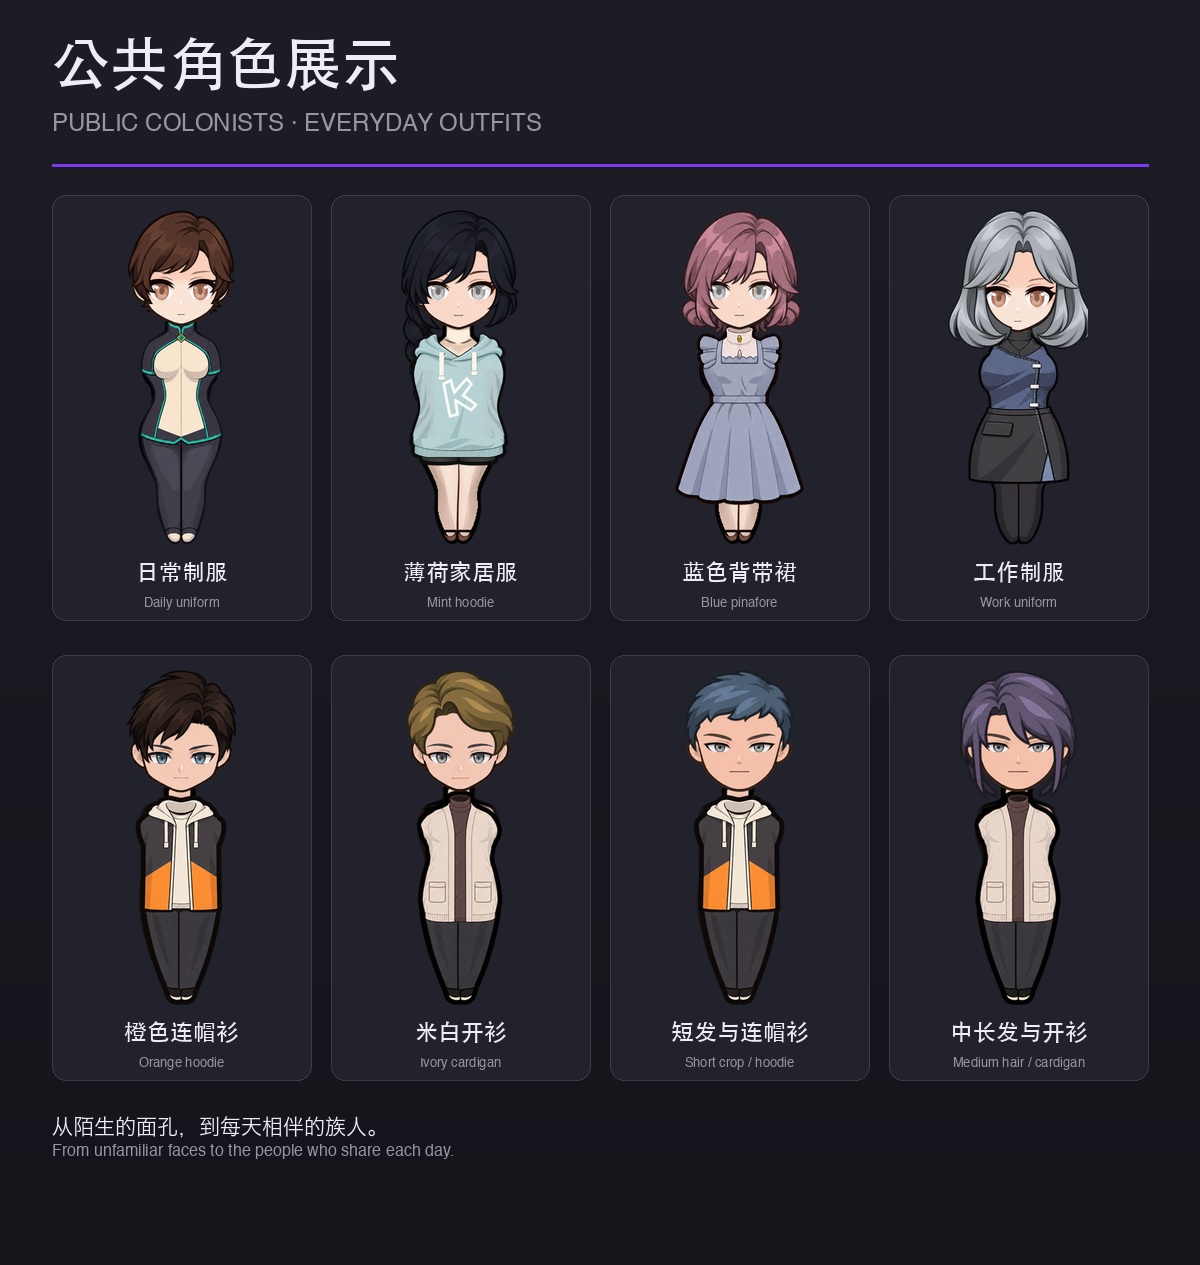 公共角色展示
PUBLIC COLONISTS · EVERYDAY OUTFITS
K
日常制服
Daily uniform
薄荷家居服
Mint hoodie
蓝色背带裙
Blue pinafore
工作制服
Work uniform
橙色连帽衫
Orange hoodie
米白开衫
Ivory cardigan
短发与连帽衫
Short crop / hoodie
中长发与开衫
Medium hair / cardigan
从陌生的面孔，到每天相伴的族人。
From unfamiliar faces to the people who share each day.